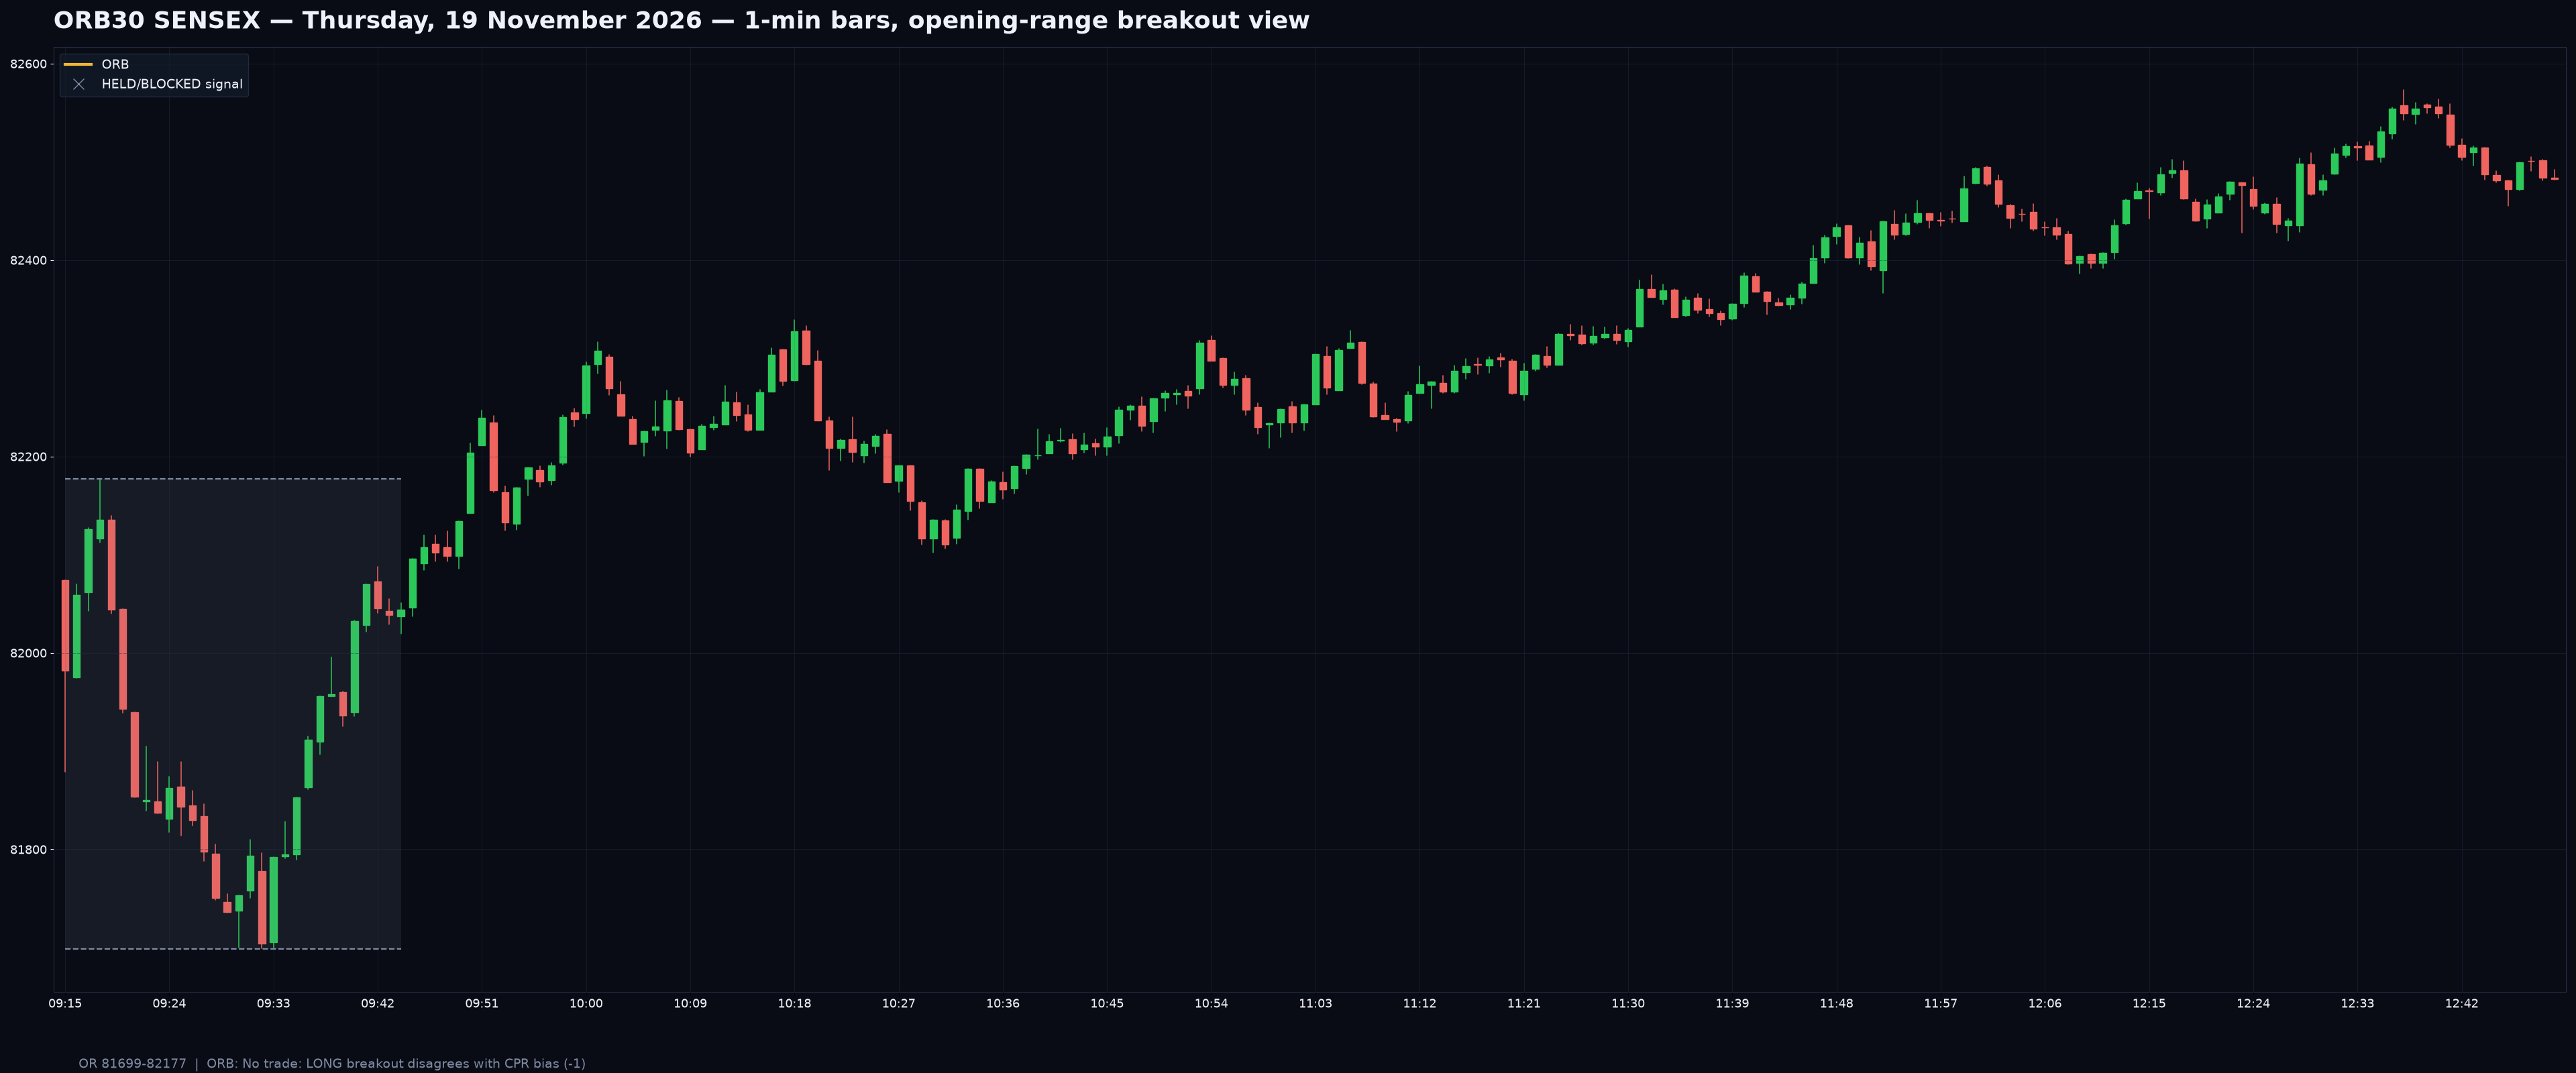 ORB30 SENSEX — Thursday, 19 November 2026 — 1-min bars, opening-range breakout view
ORB
HELD/BLOCKED signal
82600
82400
82200
82000
81800
09:15 09:24 09:33 09:42 09:51 10:00 10:09 10:18 10:27 10:36 10:45 10:54 11:03 11:12 11:21 11:30 11:39 11:48 11:57 12:06 12:15 12:24 12:33 12:42
OR 81699-82177 | ORB: No trade: LONG breakout disagrees with CPR bias (-1)